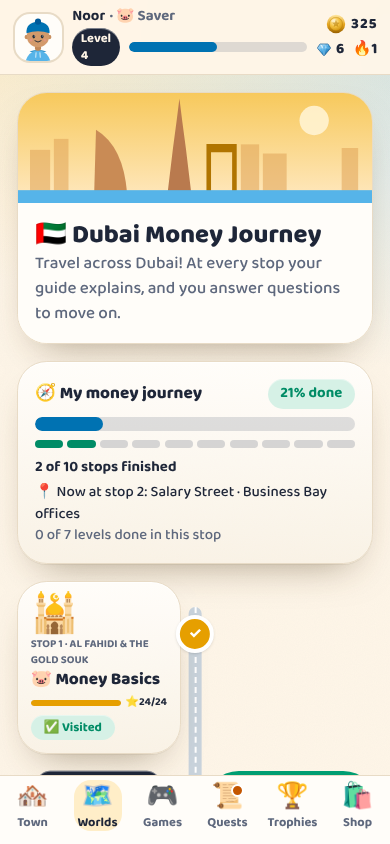 Noor · 🐷 Saver
Level
4
325
6 🔥1
🇦🇪 Dubai Money Journey
Travel across Dubai! At every stop your
guide explains, and you answer questions
to move on.
🧭 My money journey
21% done
2 of 10 stops finished
📍 Now at stop 2: Salary Street · Business Bay
offices
0 of 7 levels done in this stop
STOP 1 · AL FAHIDI & THE
GOLD SOUK
🐷 Money Basics
⭐24/24
✅ Visited
Town
Worlds
Games
Quests
Trophies
Shop